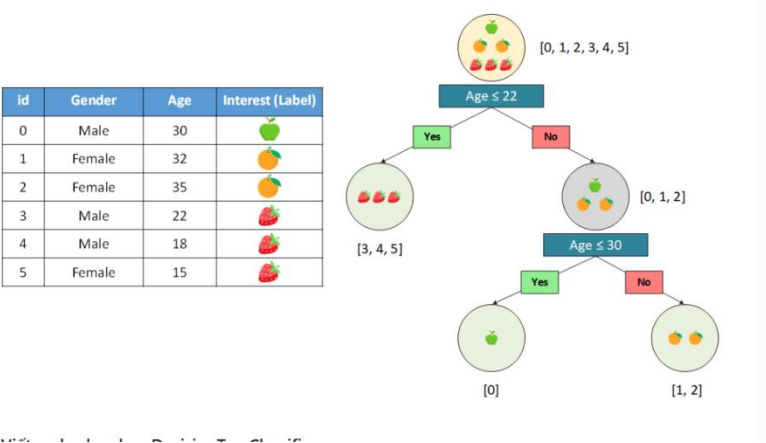 [0, 1, 2, 3, 4, 5]
Age ≤ 22
Yes
No
[3, 4, 5]
[0, 1, 2]
Age ≤ 30
Yes
No
[0]
[1, 2]
id Gender Age Interest (Label)
0 Male 30
1 Female 32
2 Female 35
3 Male 22
4 Male 18
5 Female 15